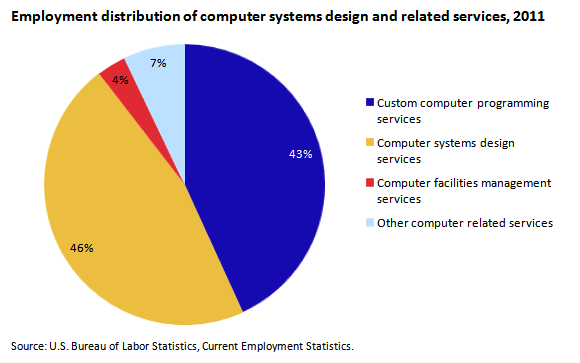 Employment distribution of computer systems design and related services, 2011
7%
4%
43%
46%
Custom computer programming
services
Computer systems design
services
Computer facilities management
services
Other computer related services
Source: U.S. Bureau of Labor Statistics, Current Employment Statistics.